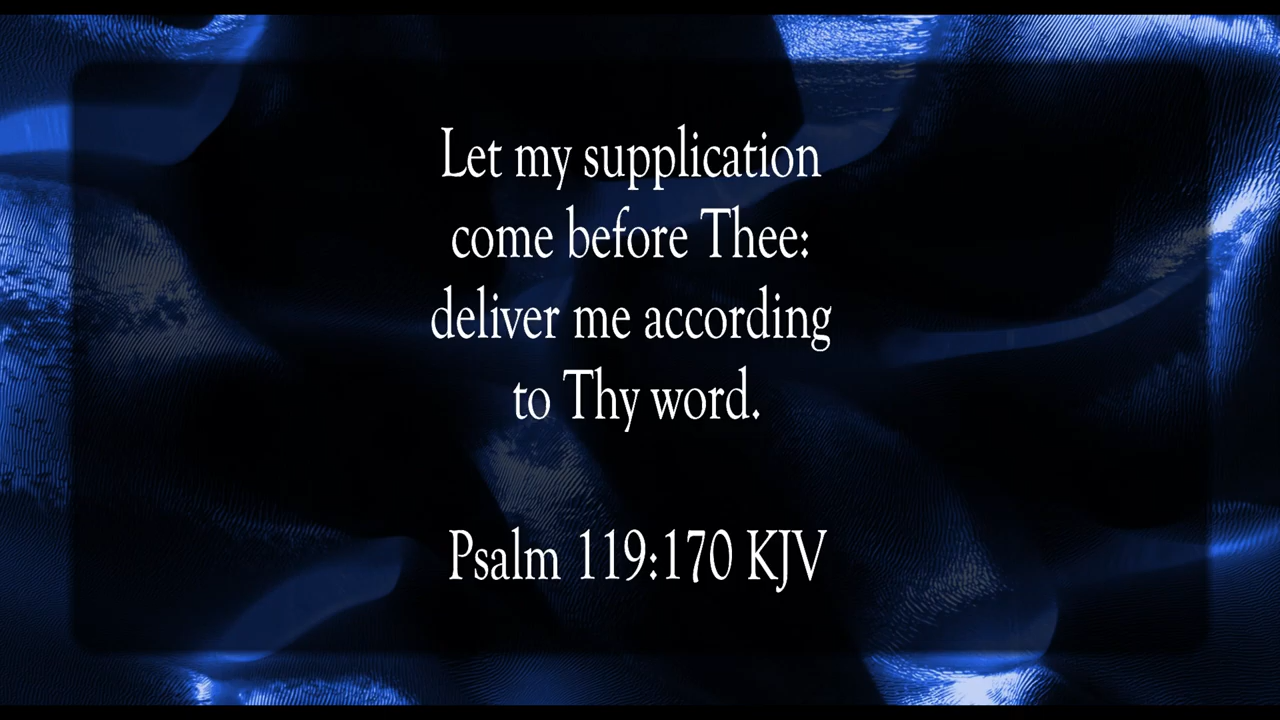 Let my supplication
come before Thee:
deliver me according
to Thy word.
Psalm 119:170 KJV